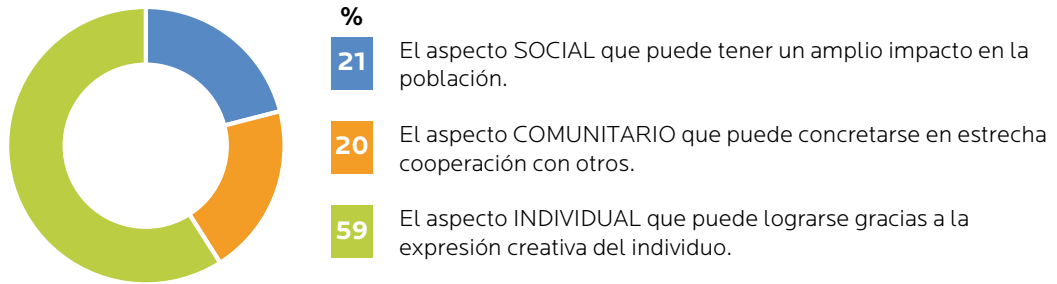 %
21
El aspecto SOCIAL que puede tener un amplio impacto en la
población.
20
El aspecto COMUNITARIO que puede concretarse en estrecha
cooperación con otros.
59
El aspecto INDIVIDUAL que puede lograrse gracias a la
expresión creativa del individuo.